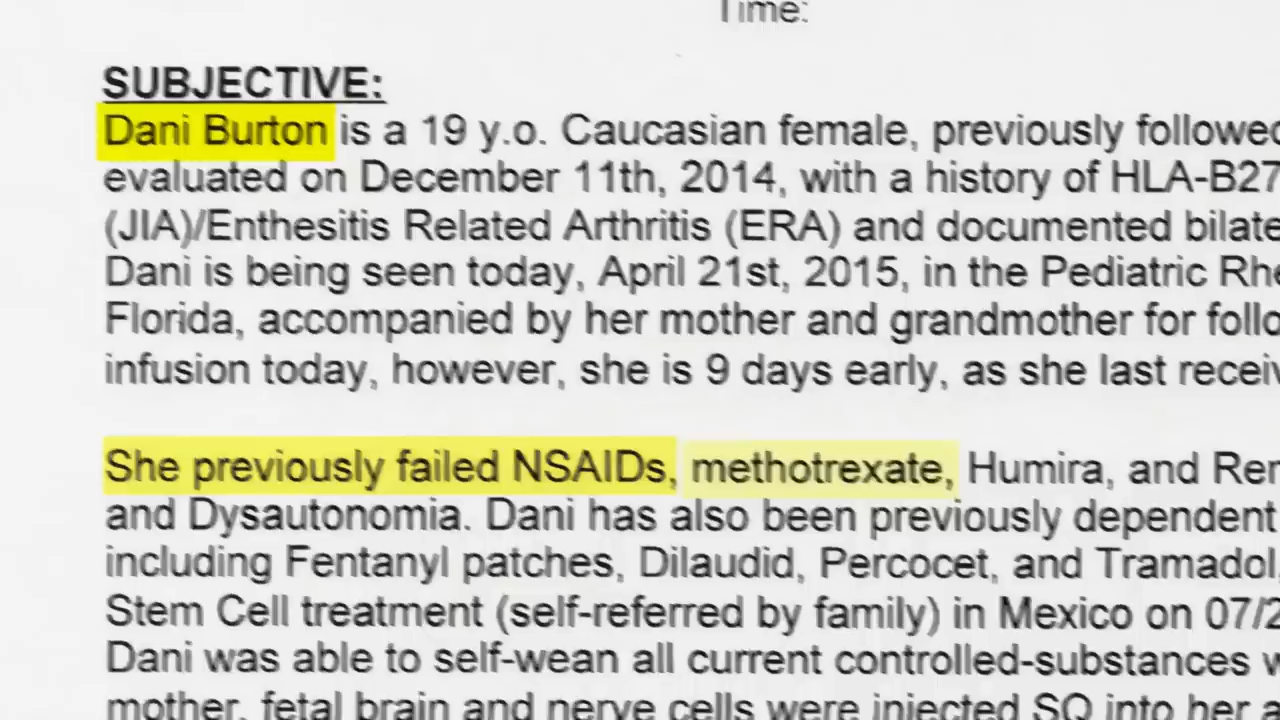 Time:
SUBJECTIVE:
Dani Burton is a 19 y.o. Caucasian female, previously followed
evaluated on December 11th, 2014, with a history of HLA-B27
(JIA)/Enthesitis Related Arthritis (ERA) and documented bilate
Dani is being seen today, April 21st, 2015, in the Pediatric Rhe
Florida, accompanied by her mother and grandmother for follo
infusion today, however, she is 9 days early, as she last receiv
She previously failed NSAIDs, methotrexate, Humira, and Rem
and Dysautonomia. Dani has also been previously dependent
including Fentanyl patches, Dilaudid, Percocet, and Tramadol.
Stem Cell treatment (self-referred by family) in Mexico on 07/2
Dani was able to self-wean all current controlled-substances w
mother, fetal brain and nerve cells were injected SQ into her a